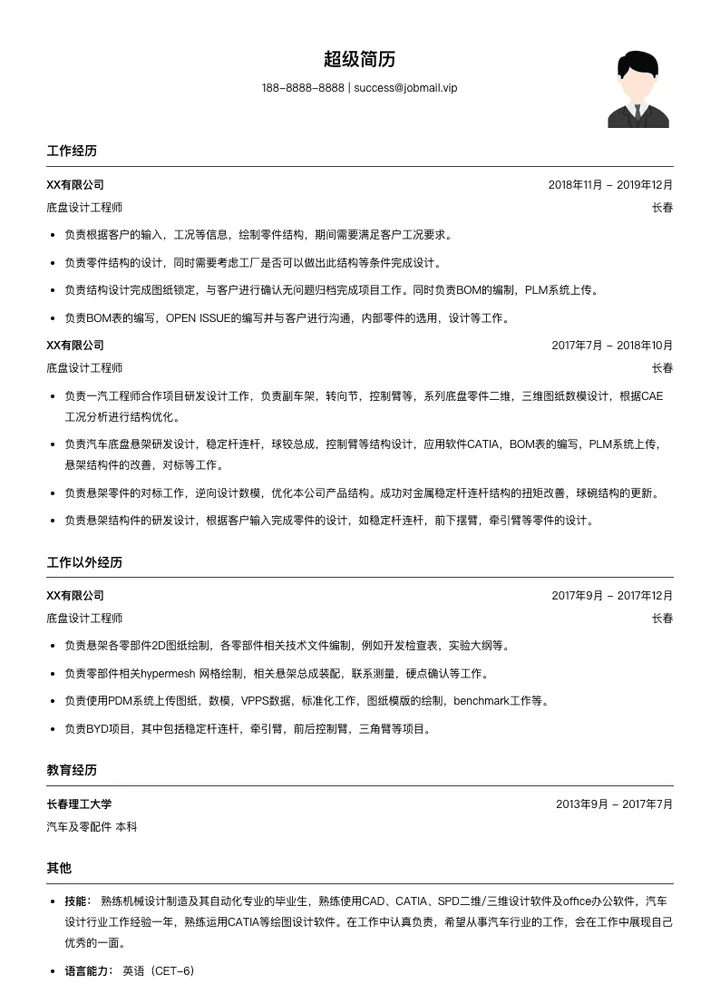 超级简历
188-8888-8888 | success@jobmail.vip
工作经历
XX有限公司 2018年11月 – 2019年12月
底盘设计工程师 长春
• 负责根据客户的输入，工况等信息，绘制零件结构，期间需要满足客户工况要求。
• 负责零件结构的设计，同时需要考虑工厂是否可以做出此结构等条件完成设计。
• 负责结构设计完成图纸锁定，与客户进行确认无问题归档完成项目工作。同时负责BOM的编制，PLM系统上传。
• 负责BOM表的编写，OPEN ISSUE的编写并与客户进行沟通，内部零件的选用，设计等工作。
XX有限公司 2017年7月 – 2018年10月
底盘设计工程师 长春
• 负责一汽工程师合作项目研发设计工作，负责副车架，转向节，控制臂等，系列底盘零件二维，三维图纸数模设计，根据CAE
工况分析进行结构优化。
• 负责汽车底盘悬架研发设计，稳定杆连杆，球铰总成，控制臂等结构设计，应用软件CATIA，BOM表的编写，PLM系统上传，
悬架结构件的改善，对标等工作。
• 负责悬架零件的对标工作，逆向设计数模，优化本公司产品结构。成功对金属稳定杆连杆结构的扭矩改善，球碗结构的更新。
• 负责悬架结构件的研发设计，根据客户输入完成零件的设计，如稳定杆连杆，前下摆臂，牵引臂等零件的设计。
工作以外经历
XX有限公司 2017年9月 – 2017年12月
底盘设计工程师 长春
• 负责悬架各零部件2D图纸绘制，各零部件相关技术文件编制，例如开发检查表，实验大纲等。
• 负责零部件相关hypermesh 网格绘制，相关悬架总成装配，联系测量，硬点确认等工作。
• 负责使用PDM系统上传图纸，数模，VPPS数据，标准化工作，图纸模版的绘制，benchmark工作等。
• 负责BYD项目，其中包括稳定杆连杆，牵引臂，前后控制臂，三角臂等项目。
教育经历
长春理工大学 2013年9月 – 2017年7月
汽车及零配件 本科
其他
• 技能： 熟练机械设计制造及其自动化专业的毕业生，熟练使用CAD、CATIA、SPD二维/三维设计软件及office办公软件，汽车
设计行业工作经验一年，熟练运用CATIA等绘图设计软件。在工作中认真负责，希望从事汽车行业的工作，会在工作中展现自己
优秀的一面。
• 语言能力： 英语（CET-6）